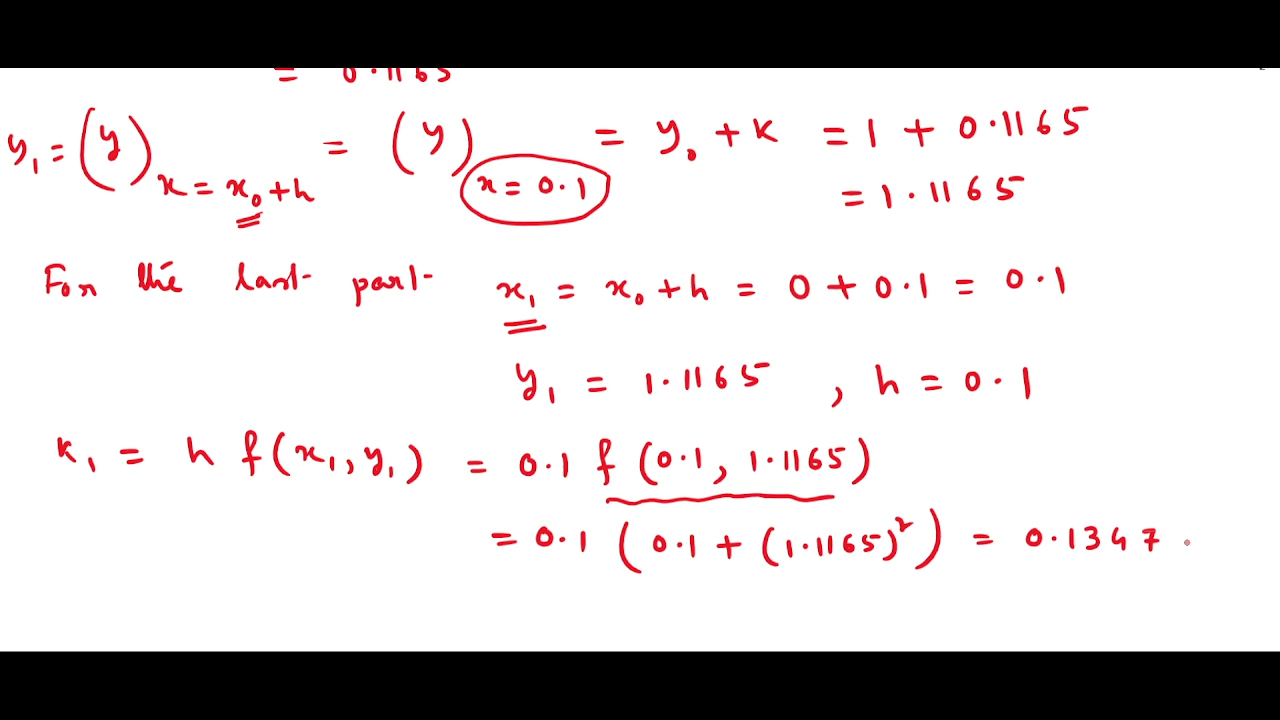 = 0.1165
y₁ = (y)ₓ₌ₓ₀₊ₕ = (y)ₓ₌₀.₁ = y₀ + k = 1 + 0.1165
= 1.1165
For the last part x₁ = x₀ + h = 0 + 0.1 = 0.1
y₁ = 1.1165 , h = 0.1
k₁ = h f(x₁, y₁) = 0.1 f (0.1, 1.1165)
= 0.1 (0.1 + (1.1165)²) = 0.1347 .